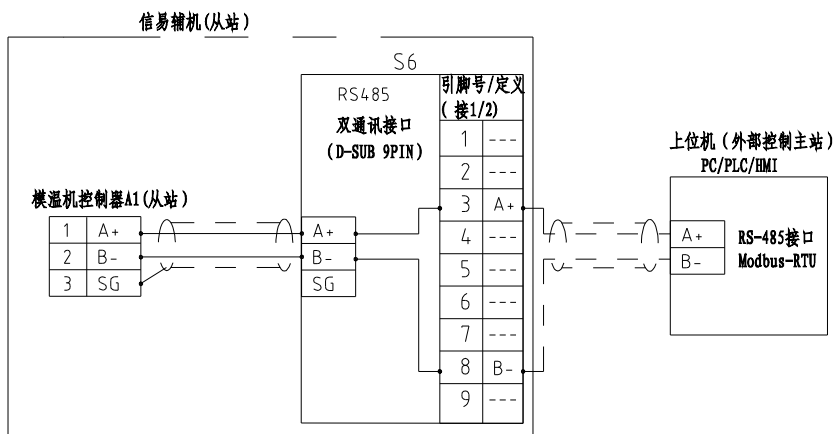 信易辅机(从站)
S6
RS485
双通讯接口
(D-SUB 9PIN)
引脚号/定义
( 接1/2)
1 ---
2 ---
3 A+
4 ---
5 ---
6 ---
7 ---
8 B-
9 ---
模温机控制器A1(从站)
1 A+
2 B-
3 SG
A+
B-
SG
上位机（外部控制主站）
PC/PLC/HMI
A+
B-
RS-485接口
Modbus-RTU